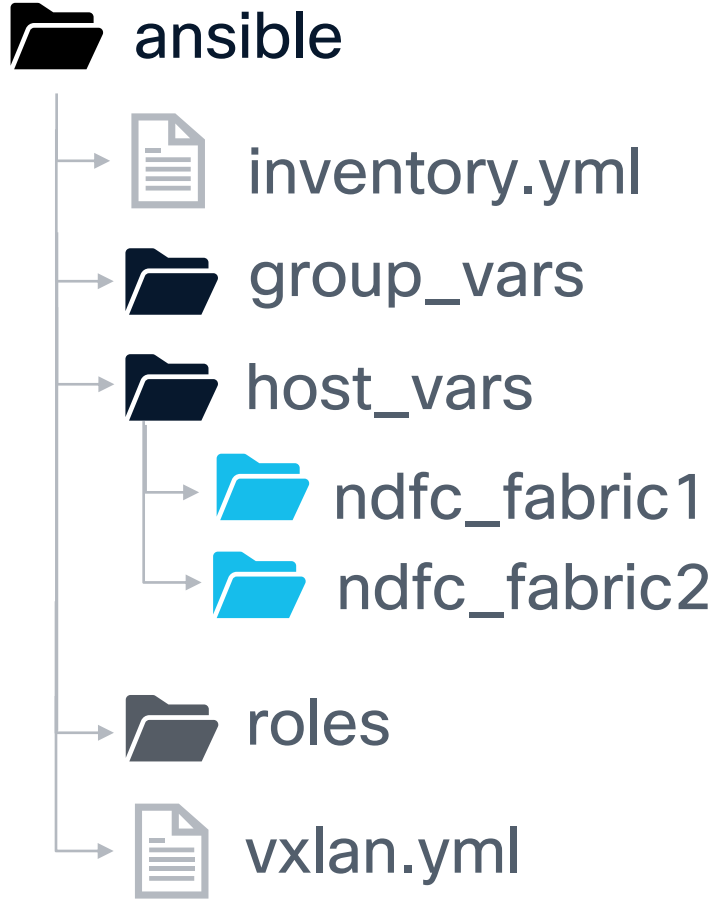 ansible
inventory.yml
group_vars
host_vars
ndfc_fabric1
ndfc_fabric2
roles
vxlan.yml